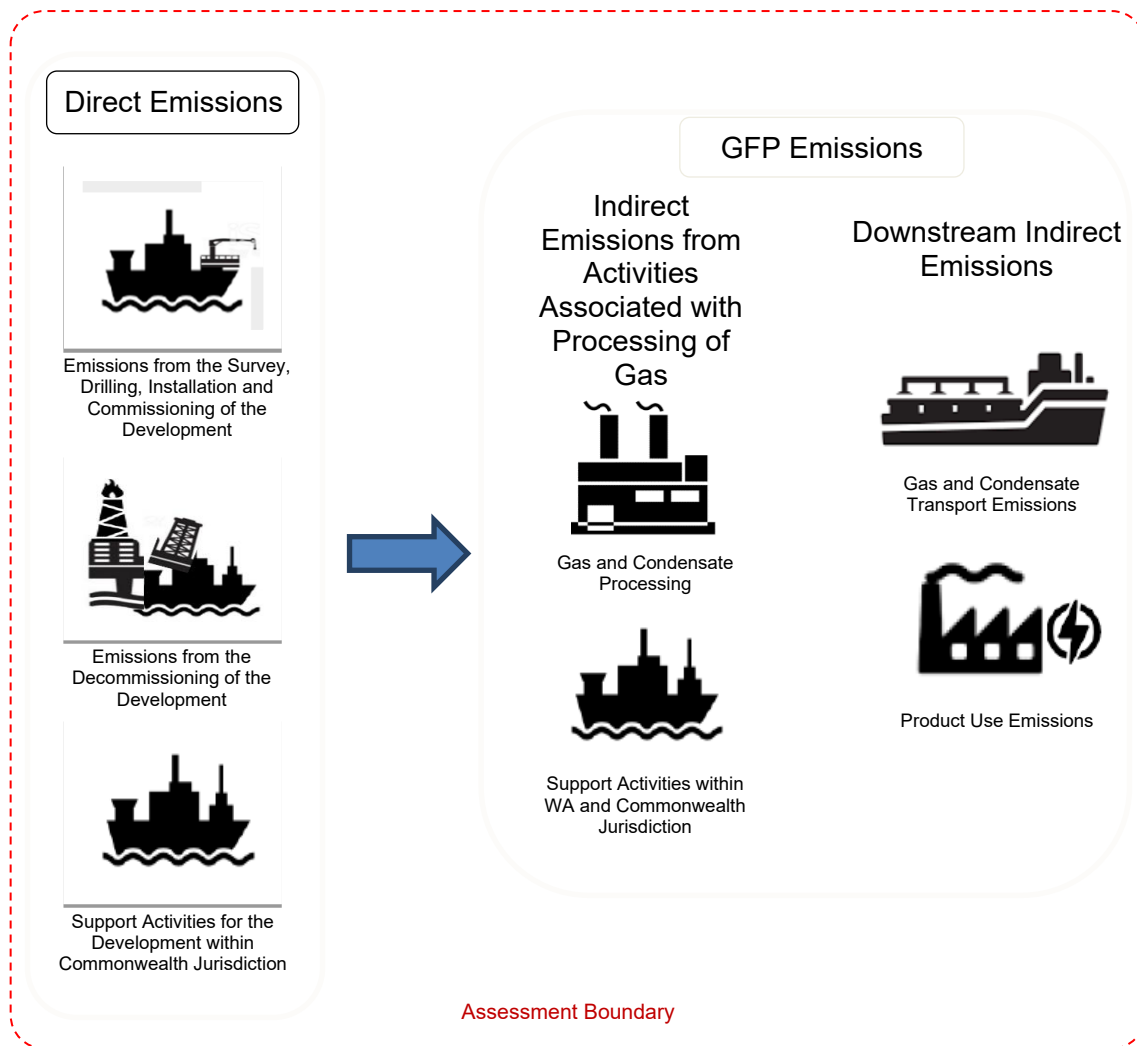 Direct Emissions
Emissions from the Survey,
Drilling, Installation and
Commissioning of the
Development
Emissions from the
Decommissioning of the
Development
Support Activities for the
Development within
Commonwealth Jurisdiction
GFP Emissions
Indirect
Emissions from
Activities
Associated with
Processing of
Gas
Gas and Condensate
Processing
Support Activities within
WA and Commonwealth
Jurisdiction
Downstream Indirect
Emissions
Gas and Condensate
Transport Emissions
Product Use Emissions
Assessment Boundary